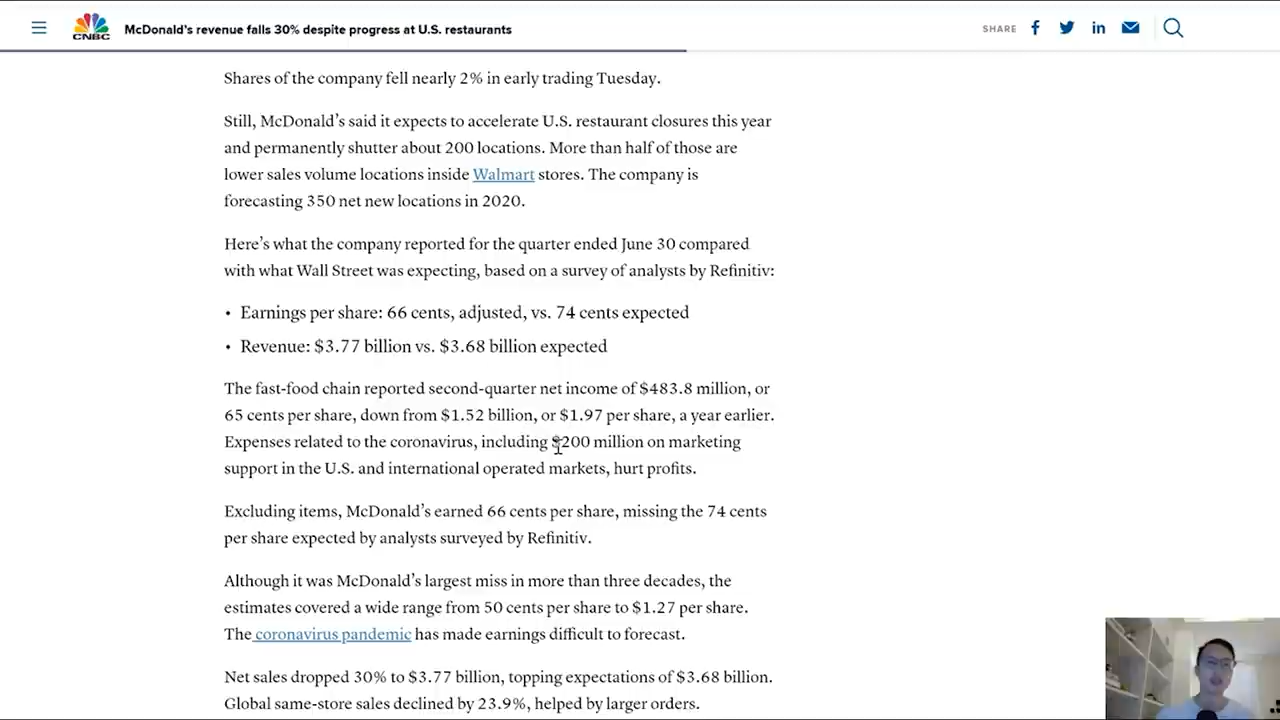 CNBC
McDonald's revenue falls 30% despite progress at U.S. restaurants
SHARE
Shares of the company fell nearly 2% in early trading Tuesday.
Still, McDonald's said it expects to accelerate U.S. restaurant closures this year
and permanently shutter about 200 locations. More than half of those are
lower sales volume locations inside Walmart stores. The company is
forecasting 350 net new locations in 2020.
Here's what the company reported for the quarter ended June 30 compared
with what Wall Street was expecting, based on a survey of analysts by Refinitiv:
• Earnings per share: 66 cents, adjusted, vs. 74 cents expected
• Revenue: $3.77 billion vs. $3.68 billion expected
The fast-food chain reported second-quarter net income of $483.8 million, or
65 cents per share, down from $1.52 billion, or $1.97 per share, a year earlier.
Expenses related to the coronavirus, including $200 million on marketing
support in the U.S. and international operated markets, hurt profits.
Excluding items, McDonald's earned 66 cents per share, missing the 74 cents
per share expected by analysts surveyed by Refinitiv.
Although it was McDonald's largest miss in more than three decades, the
estimates covered a wide range from 50 cents per share to $1.27 per share.
The coronavirus pandemic has made earnings difficult to forecast.
Net sales dropped 30% to $3.77 billion, topping expectations of $3.68 billion.
Global same-store sales declined by 23.9%, helped by larger orders.